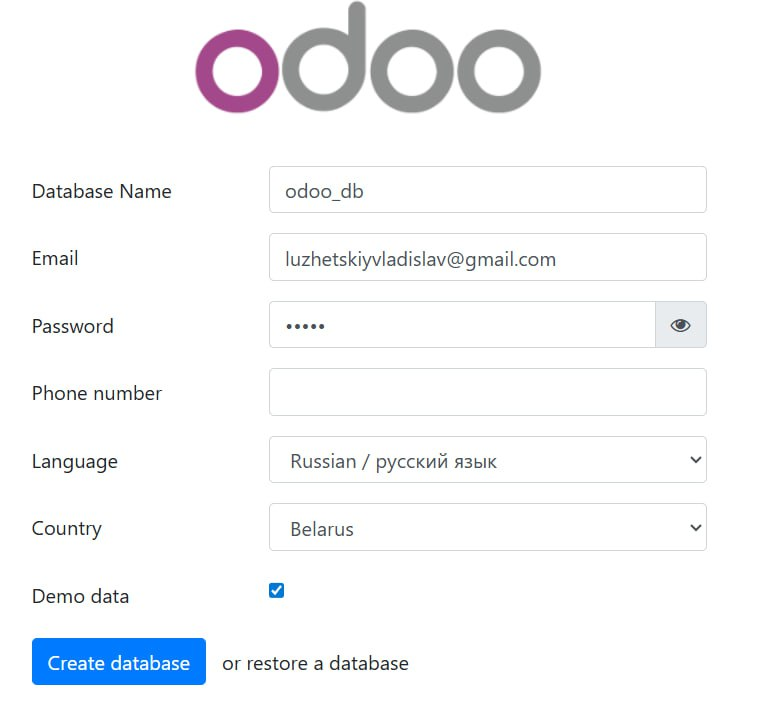 odoo
Database Name odoo_db
Email luzhetskiyvladislav@gmail.com
Password •••••
Phone number
Language Russian / русский язык
Country Belarus
Demo data
Create database or restore a database